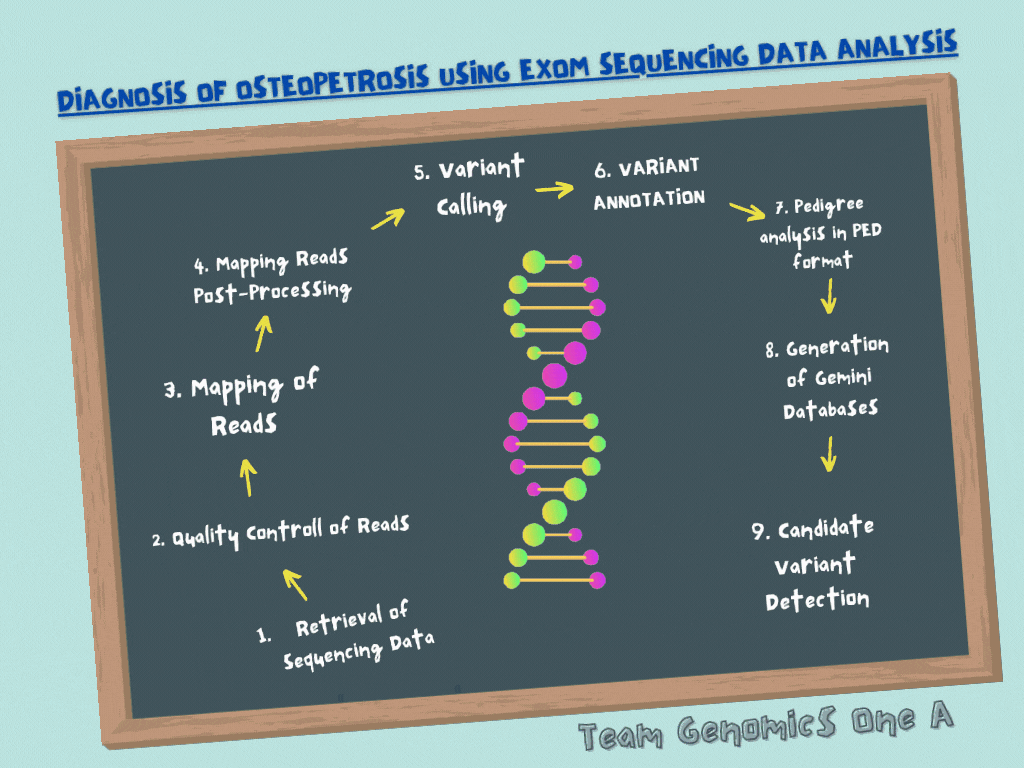 DIAGNOSIS OF OSTEOPETROSIS USING EXOM SEQUENCING DATA ANALYSIS
5. Variant
Calling
6. VARIANT
ANNOTATION
7. Pedigree
analysis in PED
format
4. Mapping Reads
Post-Processing
8. Generation
of Gemini
Databases
3. Mapping of
Reads
2. Quality Controll of Reads
9. Candidate
variant
Detection
1. Retrieval of
Sequencing Data
Team Genomics One A